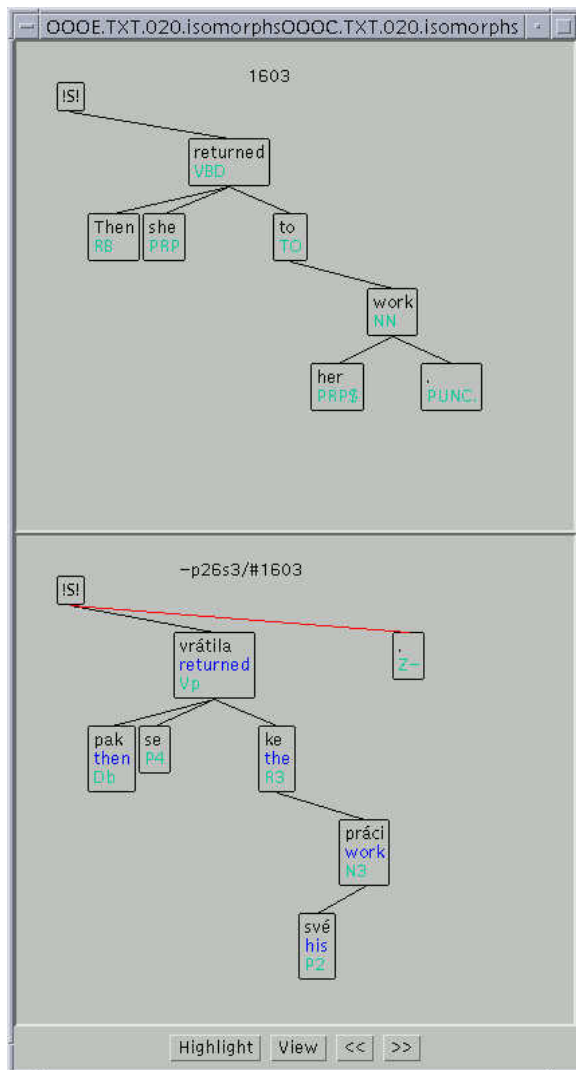 OOOE.TXT.020.isomorphsOOOC.TXT.020.isomorphs
1603
!S!
returned
VBD
Then she to
RB PRP TO
work
NN
her .
PRP$ PUNC.
-p26s3/#1603
!S!
vrátila .
returned Z-
Vp
pak se ke
then P4 the
Db R3
práci
work
N3
své
his
P2
Highlight View << >>